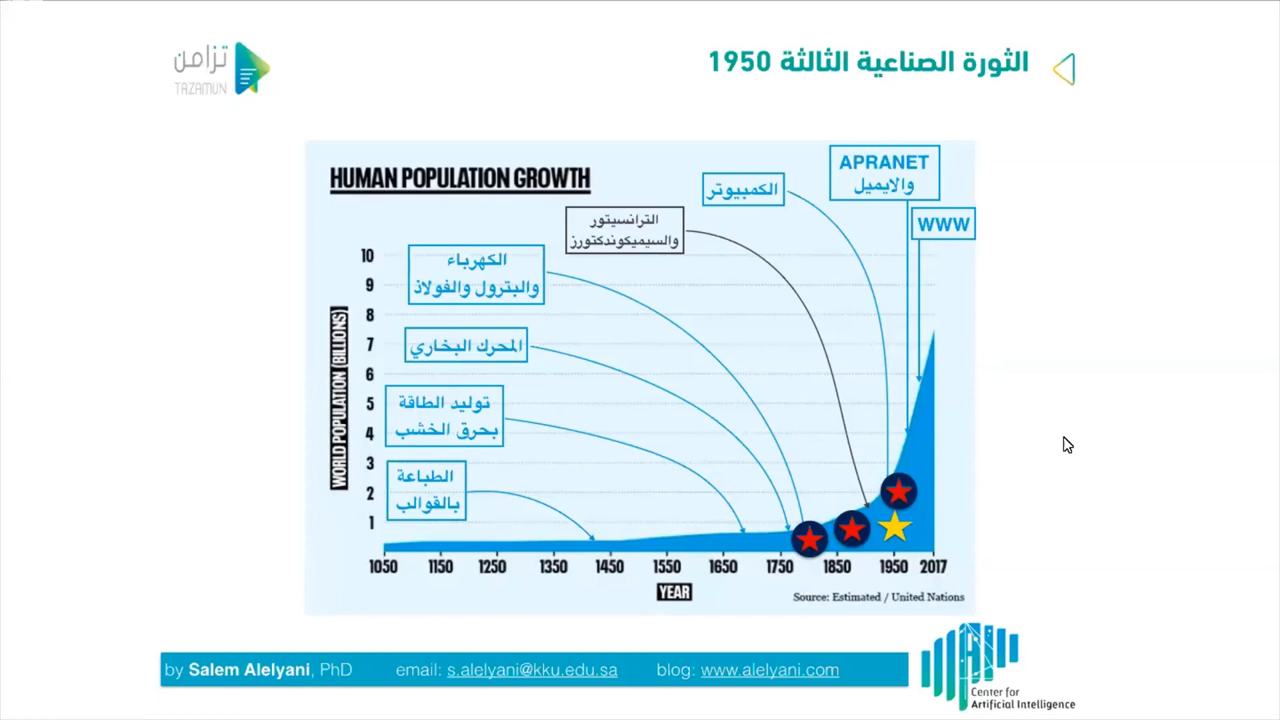 تزامن
TAZAMUN
الثورة الصناعية الثالثة 1950
HUMAN POPULATION GROWTH
APRANET
والايميل
WWW
الكمبيوتر
الترانسيتور
والسيميكوندكتورز
الكهرباء
والبترول والفولاذ
المحرك البخاري
توليد الطاقة
بحرق الخشب
الطباعة
بالقوالب
WORLD POPULATION (BILLIONS)
10
9
8
7
6
5
4
3
2
1
1050 1150 1250 1350 1450 1550 1650 1750 1850 1950 2017
YEAR
Source: Estimated / United Nations
by Salem Alelyani, PhD email: s.alelyani@kku.edu.sa blog: www.alelyani.com
Center for
Artificial Intelligence